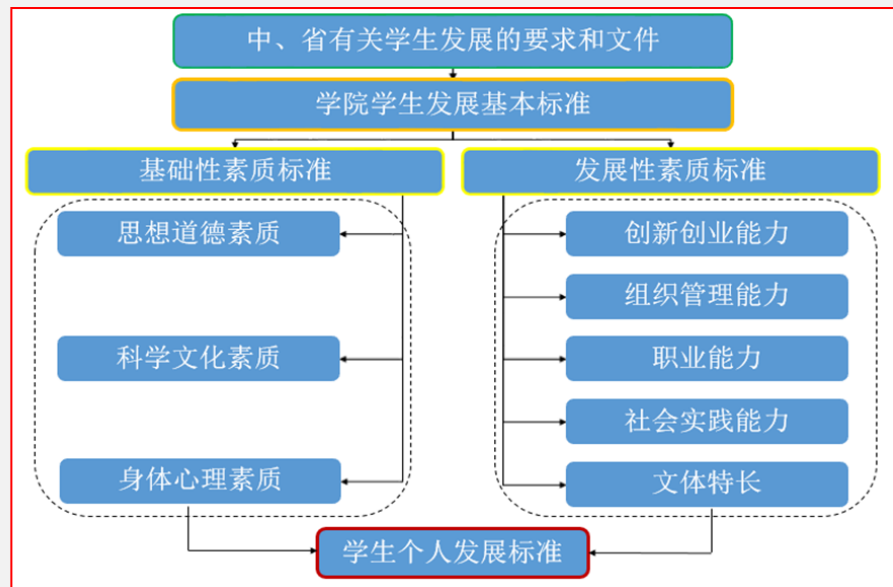 中、省有关学生发展的要求和文件
学院学生发展基本标准
基础性素质标准
发展性素质标准
思想道德素质
科学文化素质
身体心理素质
创新创业能力
组织管理能力
职业能力
社会实践能力
文体特长
学生个人发展标准